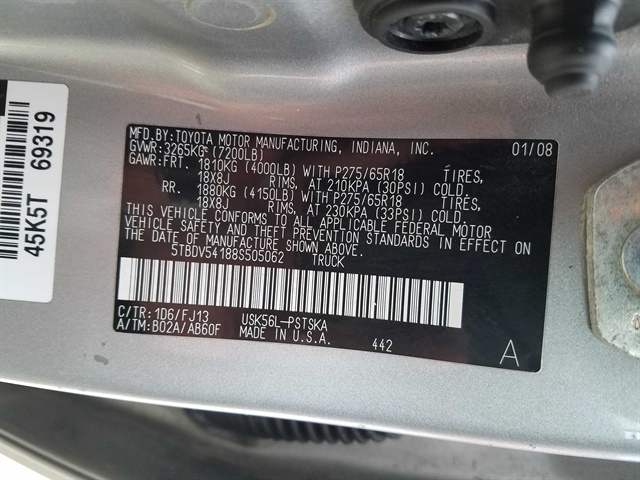 45K5T 69319
MFD.BY:TOYOTA MOTOR MANUFACTURING, INDIANA, INC. 01/08
GVWR:3265KG (7200LB)
GAWR:FRT. 1810KG (4000LB) WITH P275/65R18 TIRES,
18X8J RIMS, AT 210KPA (30PSI) COLD.
RR. 1880KG (4150LB) WITH P275/65R18 TIRES,
18X8J RIMS, AT 230KPA (33PSI) COLD.
THIS VEHICLE CONFORMS TO ALL APPLICABLE FEDERAL MOTOR
VEHICLE SAFETY AND THEFT PREVENTION STANDARDS IN EFFECT ON
THE DATE OF MANUFACTURE SHOWN ABOVE.
5TBDV54188S505062 TRUCK
C/TR:1D6/FJ13 USK56L-PSTSKA
A/TM:B02A/AB60F MADE IN U.S.A.
442 A